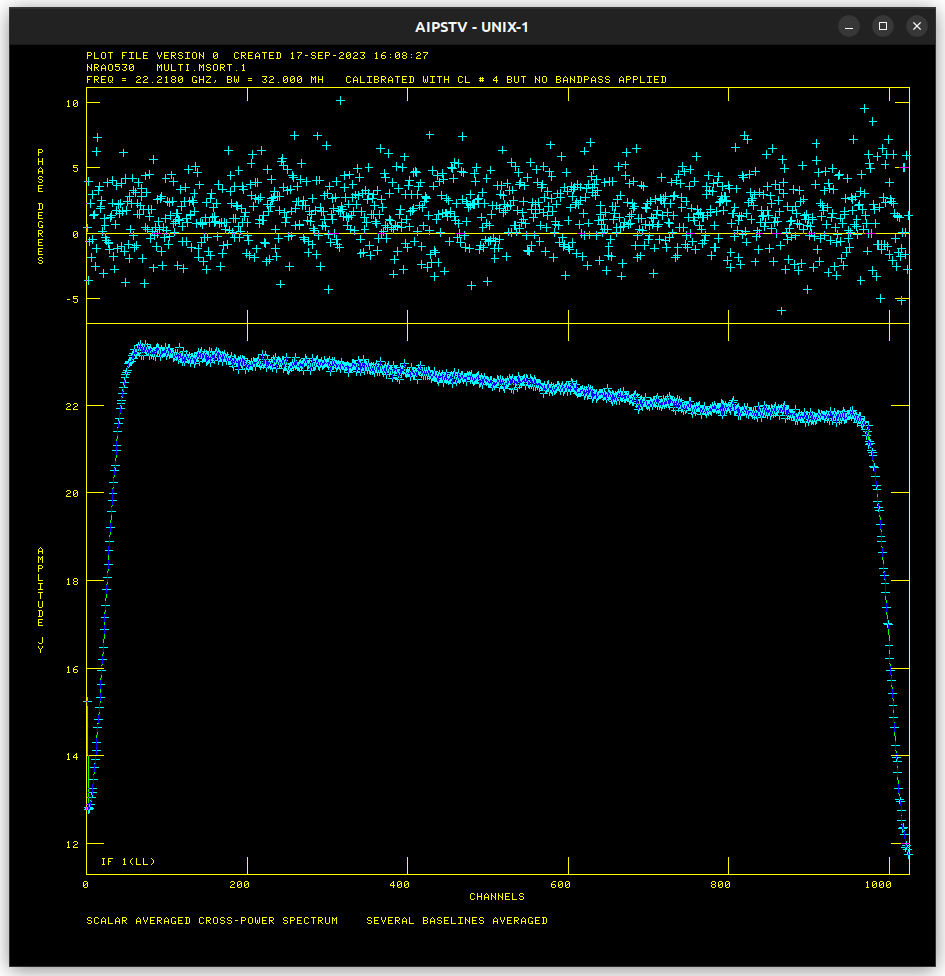 AIPSTV - UNIX-1
PLOT FILE VERSION 0  CREATED 17-SEP-2023 16:08:27
NRAO530   MULTI.MSORT.1
FREQ = 22.2180 GHZ, BW = 32.000 MH   CALIBRATED WITH CL # 4 BUT NO BANDPASS APPLIED
10
5
0
-5
PHASE DEGREES
22
20
18
16
14
12
AMPLITUDE JY
IF 1(LL)
0 200 400 600 800 1000
CHANNELS
SCALAR AVERAGED CROSS-POWER SPECTRUM    SEVERAL BASELINES AVERAGED